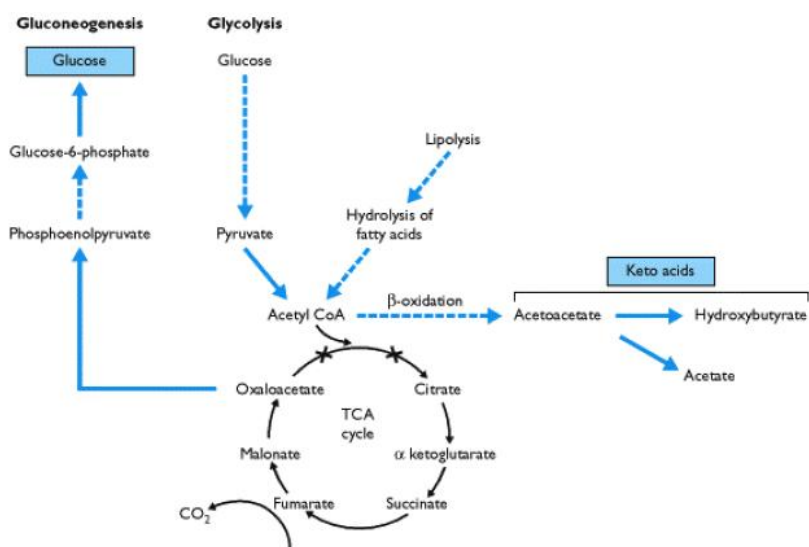 Gluconeogenesis
Glycolysis
Glucose
Glucose
Glucose-6-phosphate
Lipolysis
Phosphoenolpyruvate
Pyruvate
Hydrolysis of
fatty acids
Keto acids
β-oxidation
Acetyl CoA
Acetoacetate
Hydroxybutyrate
Acetate
Oxaloacetate
Citrate
TCA
cycle
Malonate
α ketoglutarate
Fumarate
Succinate
CO2